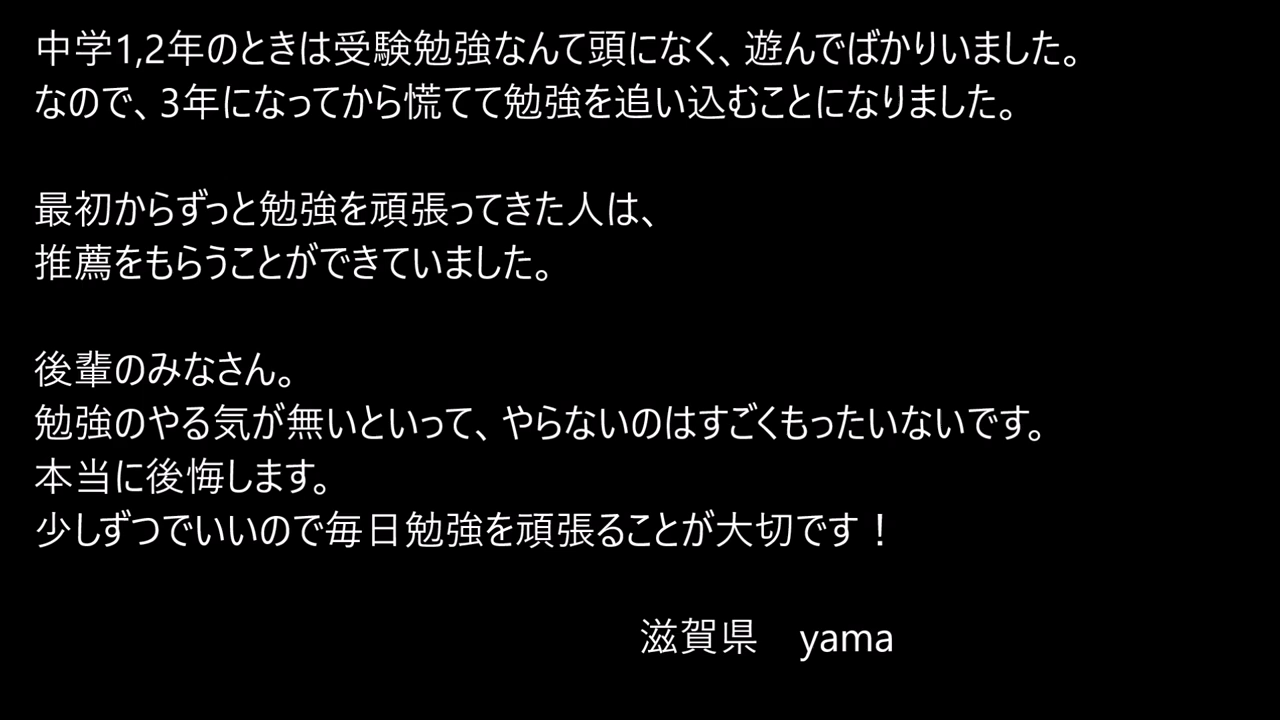 中学1,2年のときは受験勉強なんて頭になく、遊んでばかりいました。
なので、3年になってから慌てて勉強を追い込むことになりました。
最初からずっと勉強を頑張ってきた人は、
推薦をもらうことができていました。
後輩のみなさん。
勉強のやる気が無いといって、やらないのはすごくもったいないです。
本当に後悔します。
少しずつでいいので毎日勉強を頑張ることが大切です！
滋賀県　yama